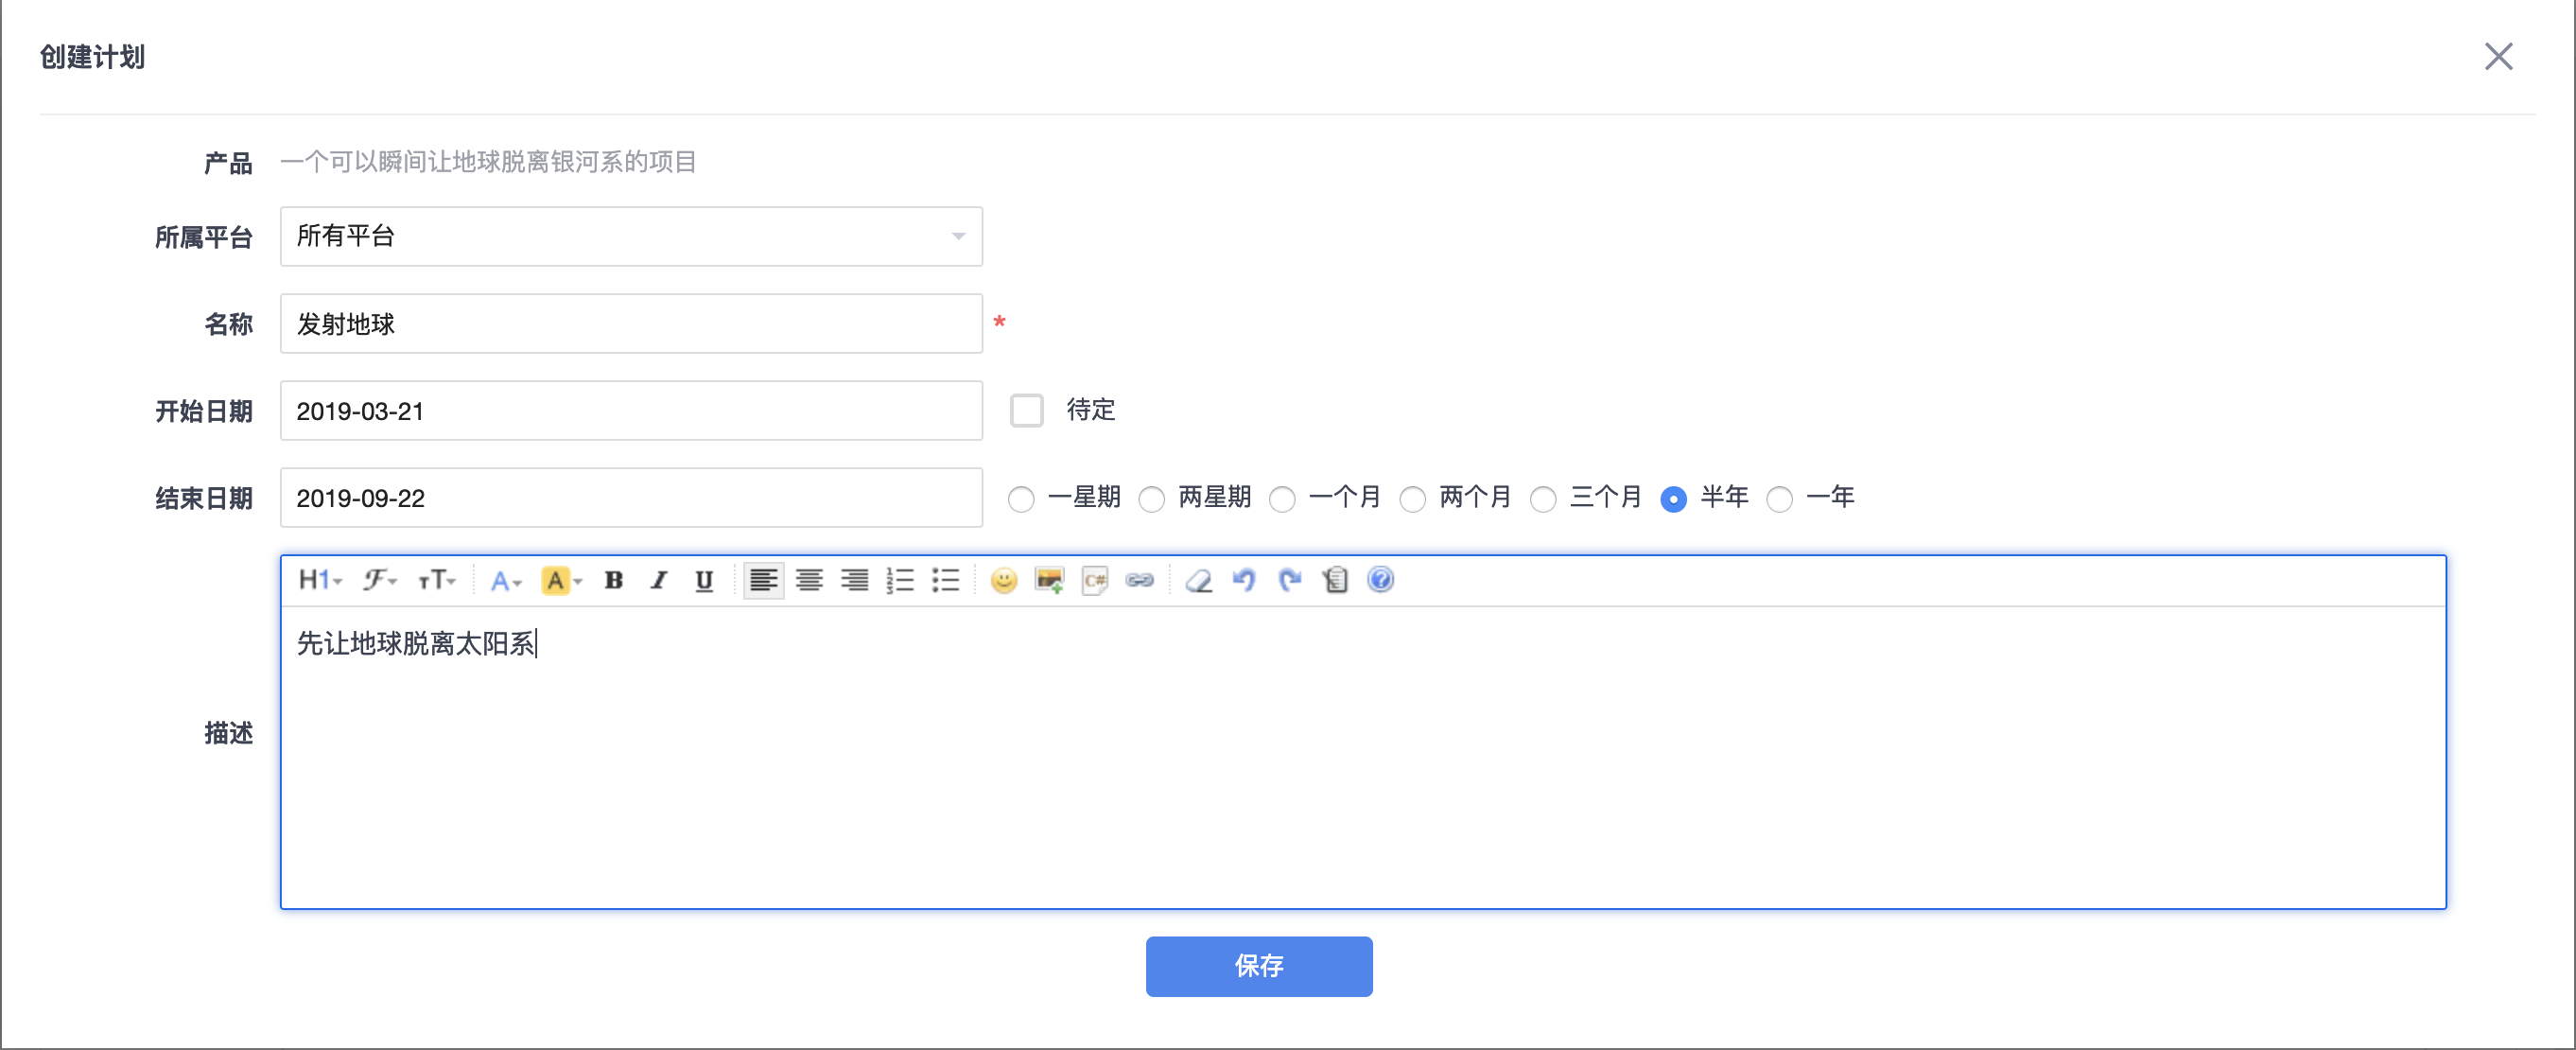 创建计划
产品 一个可以瞬间让地球脱离银河系的项目
所属平台 所有平台
名称 发射地球 *
开始日期 2019-03-21 待定
结束日期 2019-09-22 一星期 两星期 一个月 两个月 三个月 半年 一年
H1 F TT A A B I U C#
先让地球脱离太阳系
描述
保存